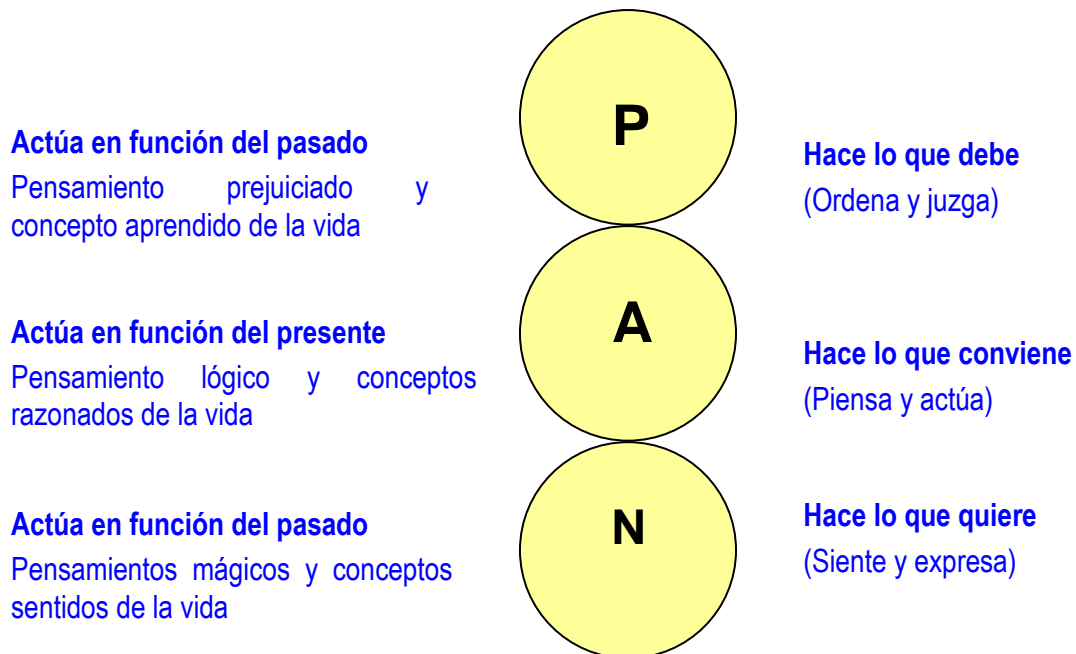 P
Actúa en función del pasado
Pensamiento prejuiciado y
concepto aprendido de la vida
Hace lo que debe
(Ordena y juzga)
A
Actúa en función del presente
Pensamiento lógico y conceptos
razonados de la vida
Hace lo que conviene
(Piensa y actúa)
N
Actúa en función del pasado
Pensamientos mágicos y conceptos
sentidos de la vida
Hace lo que quiere
(Siente y expresa)